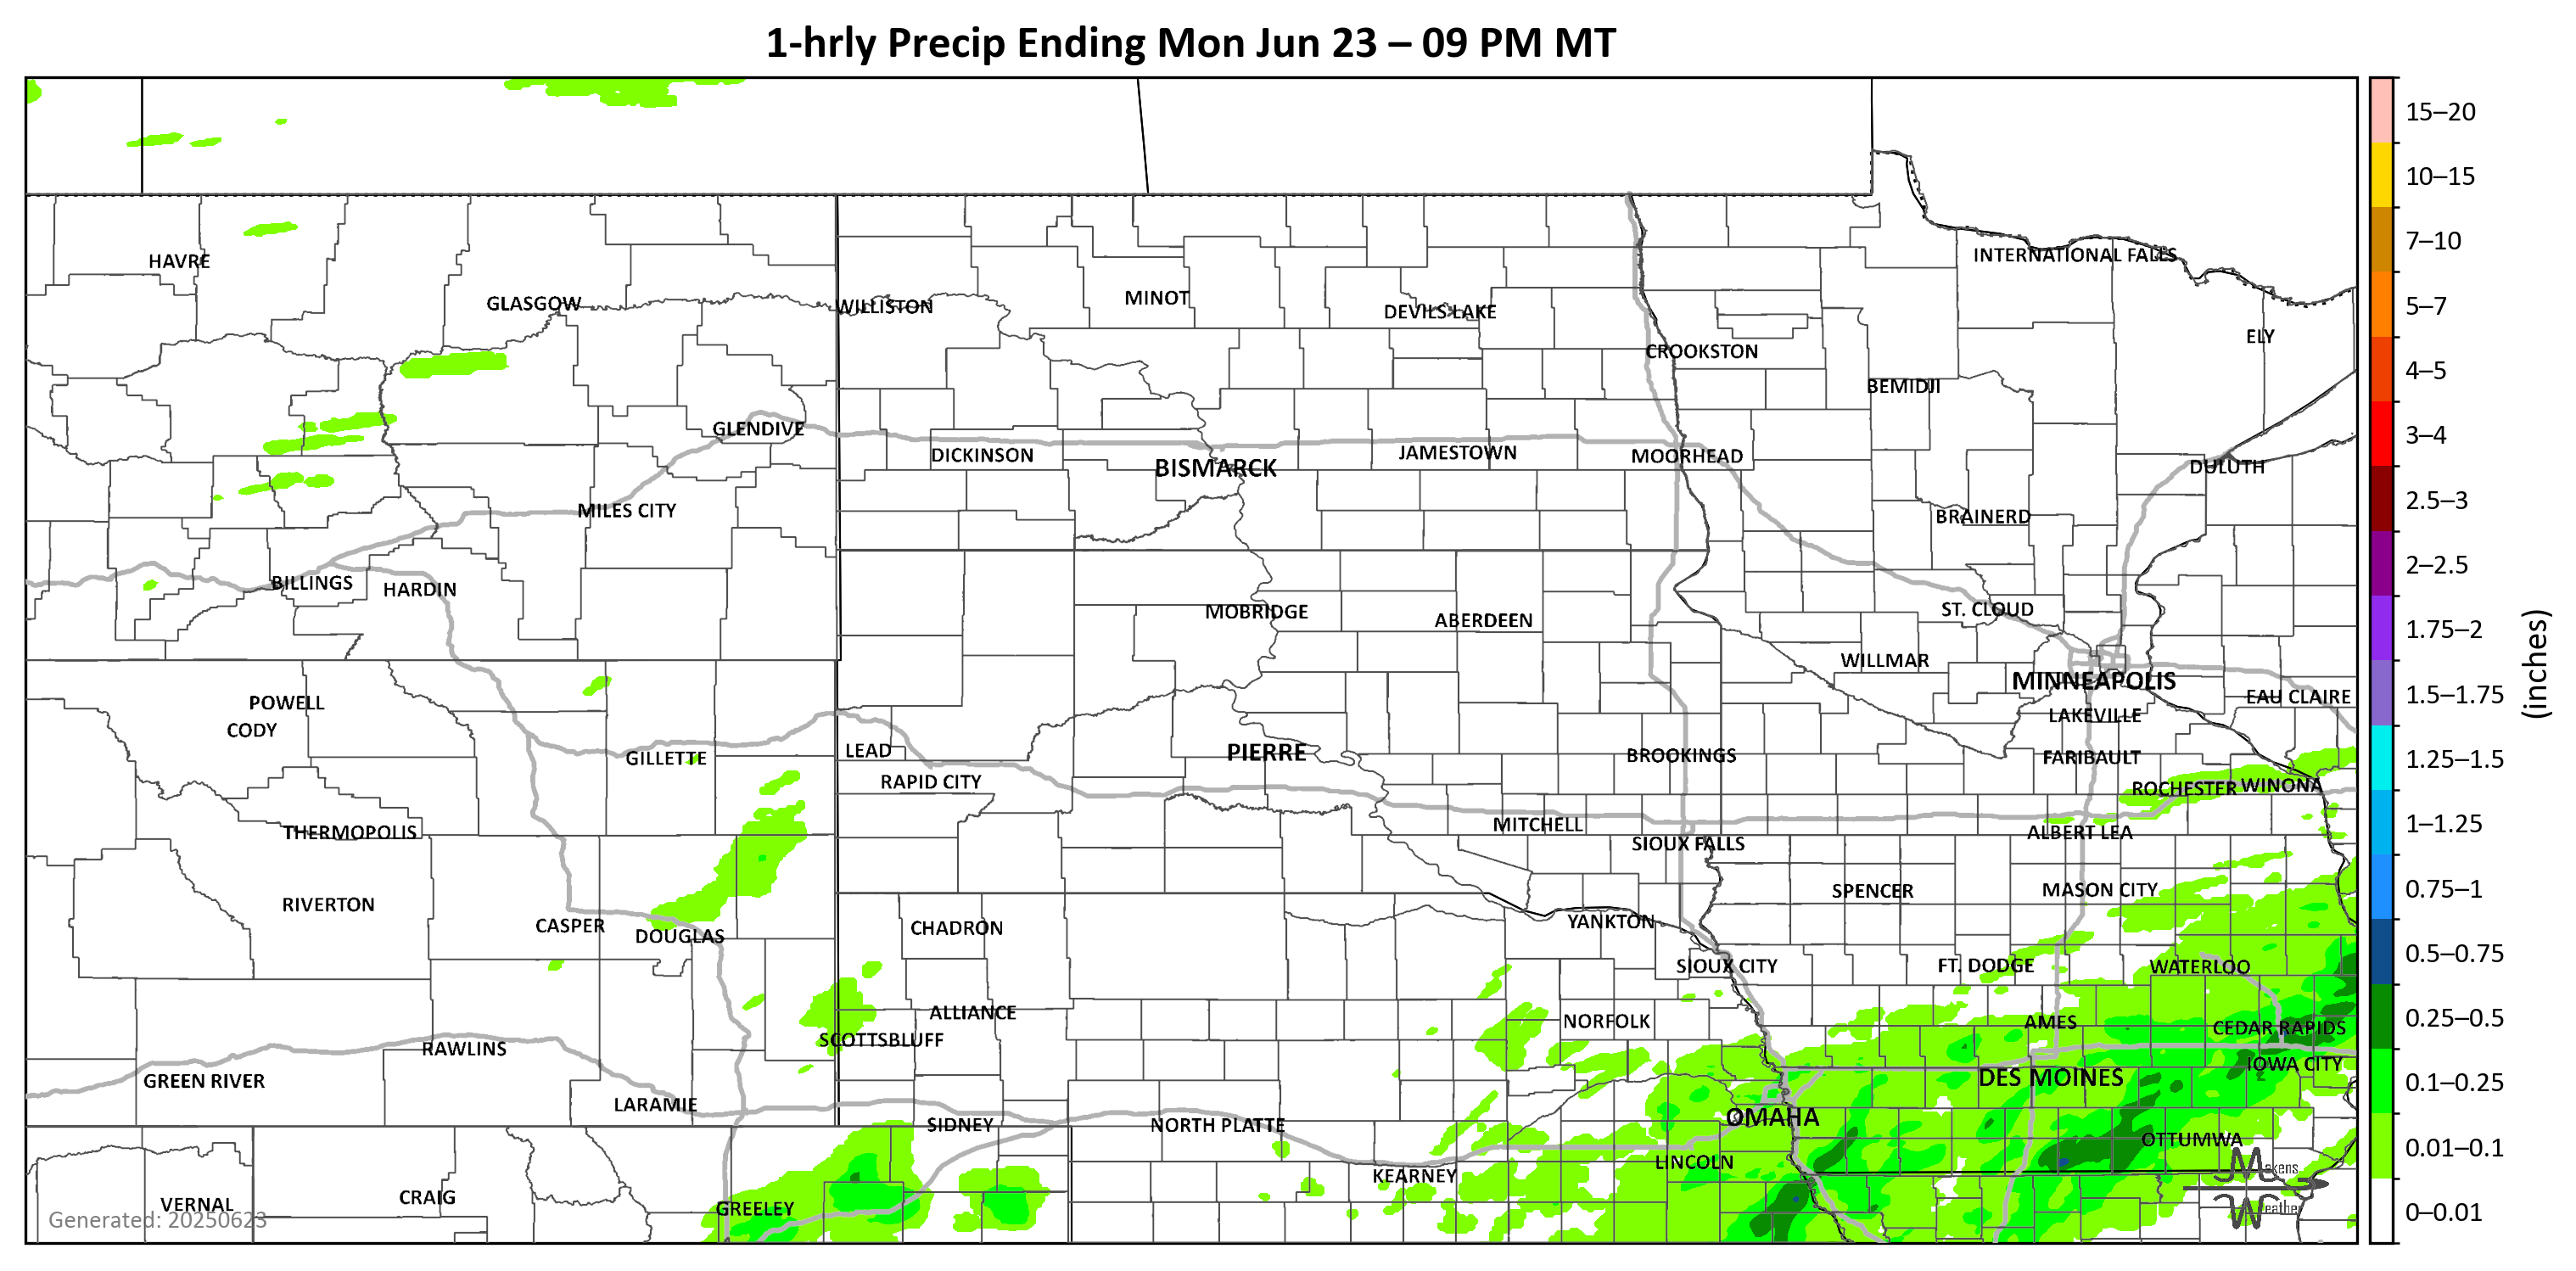 1-hrly Precip Ending Mon Jun 23 – 09 PM MT
15–20
10–15
7–10
5–7
4–5
3–4
2.5–3
2–2.5
1.75–2
1.5–1.75
1.25–1.5
1–1.25
0.75–1
0.5–0.75
0.25–0.5
0.1–0.25
0.01–0.1
0–0.01
(inches)
HAVRE
INTERNATIONAL FALLS
GLASGOW
WILLISTON
MINOT
DEVILS LAKE
ELY
CROOKSTON
BEMIDJI
GLENDIVE
DICKINSON
BISMARCK
JAMESTOWN
MOORHEAD
DULUTH
MILES CITY
BRAINERD
BILLINGS
HARDIN
MOBRIDGE
ABERDEEN
ST. CLOUD
WILLMAR
MINNEAPOLIS
EAU CLAIRE
POWELL
CODY
LAKEVILLE
GILLETTE
LEAD
PIERRE
BROOKINGS
FARIBAULT
RAPID CITY
ROCHESTER
WINONA
THERMOPOLIS
MITCHELL
SIOUX FALLS
ALBERT LEA
RIVERTON
SPENCER
MASON CITY
CASPER
DOUGLAS
CHADRON
YANKTON
SIOUX CITY
FT. DODGE
WATERLOO
ALLIANCE
NORFOLK
AMES
CEDAR RAPIDS
SCOTTSBLUFF
RAWLINS
GREEN RIVER
DES MOINES
IOWA CITY
LARAMIE
SIDNEY
NORTH PLATTE
OMAHA
OTTUMWA
LINCOLN
KEARNEY
VERNAL
CRAIG
GREELEY
Makens
Weather
Generated: 20250623